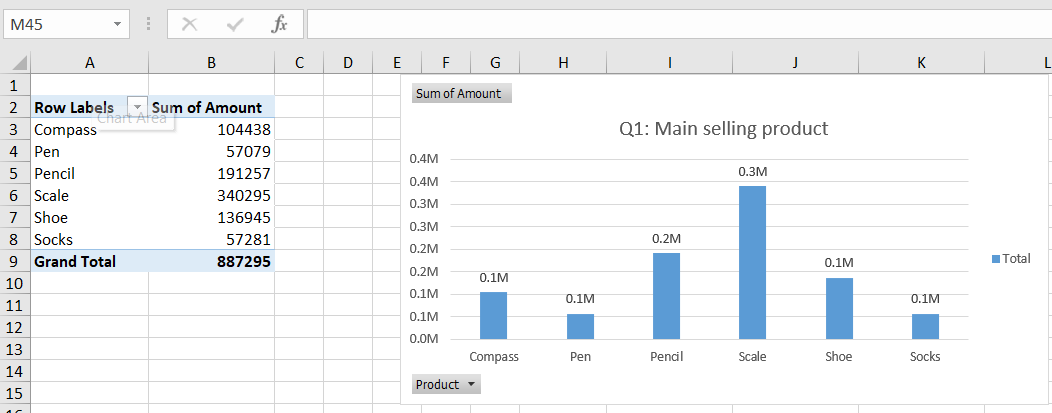 M45 fx
A B C D E F G H I J K L
1
2 Row Labels Sum of Amount
Chart Area
3 Compass 104438
4 Pen 57079
5 Pencil 191257
6 Scale 340295
7 Shoe 136945
8 Socks 57281
9 Grand Total 887295
10
11
12
13
14
15
16
Sum of Amount
Q1: Main selling product
0.4M
0.4M
0.3M
0.3M
0.2M
0.2M
0.1M
0.1M
0.0M
0.1M 0.1M 0.2M 0.3M 0.1M 0.1M
Compass Pen Pencil Scale Shoe Socks
Total
Product